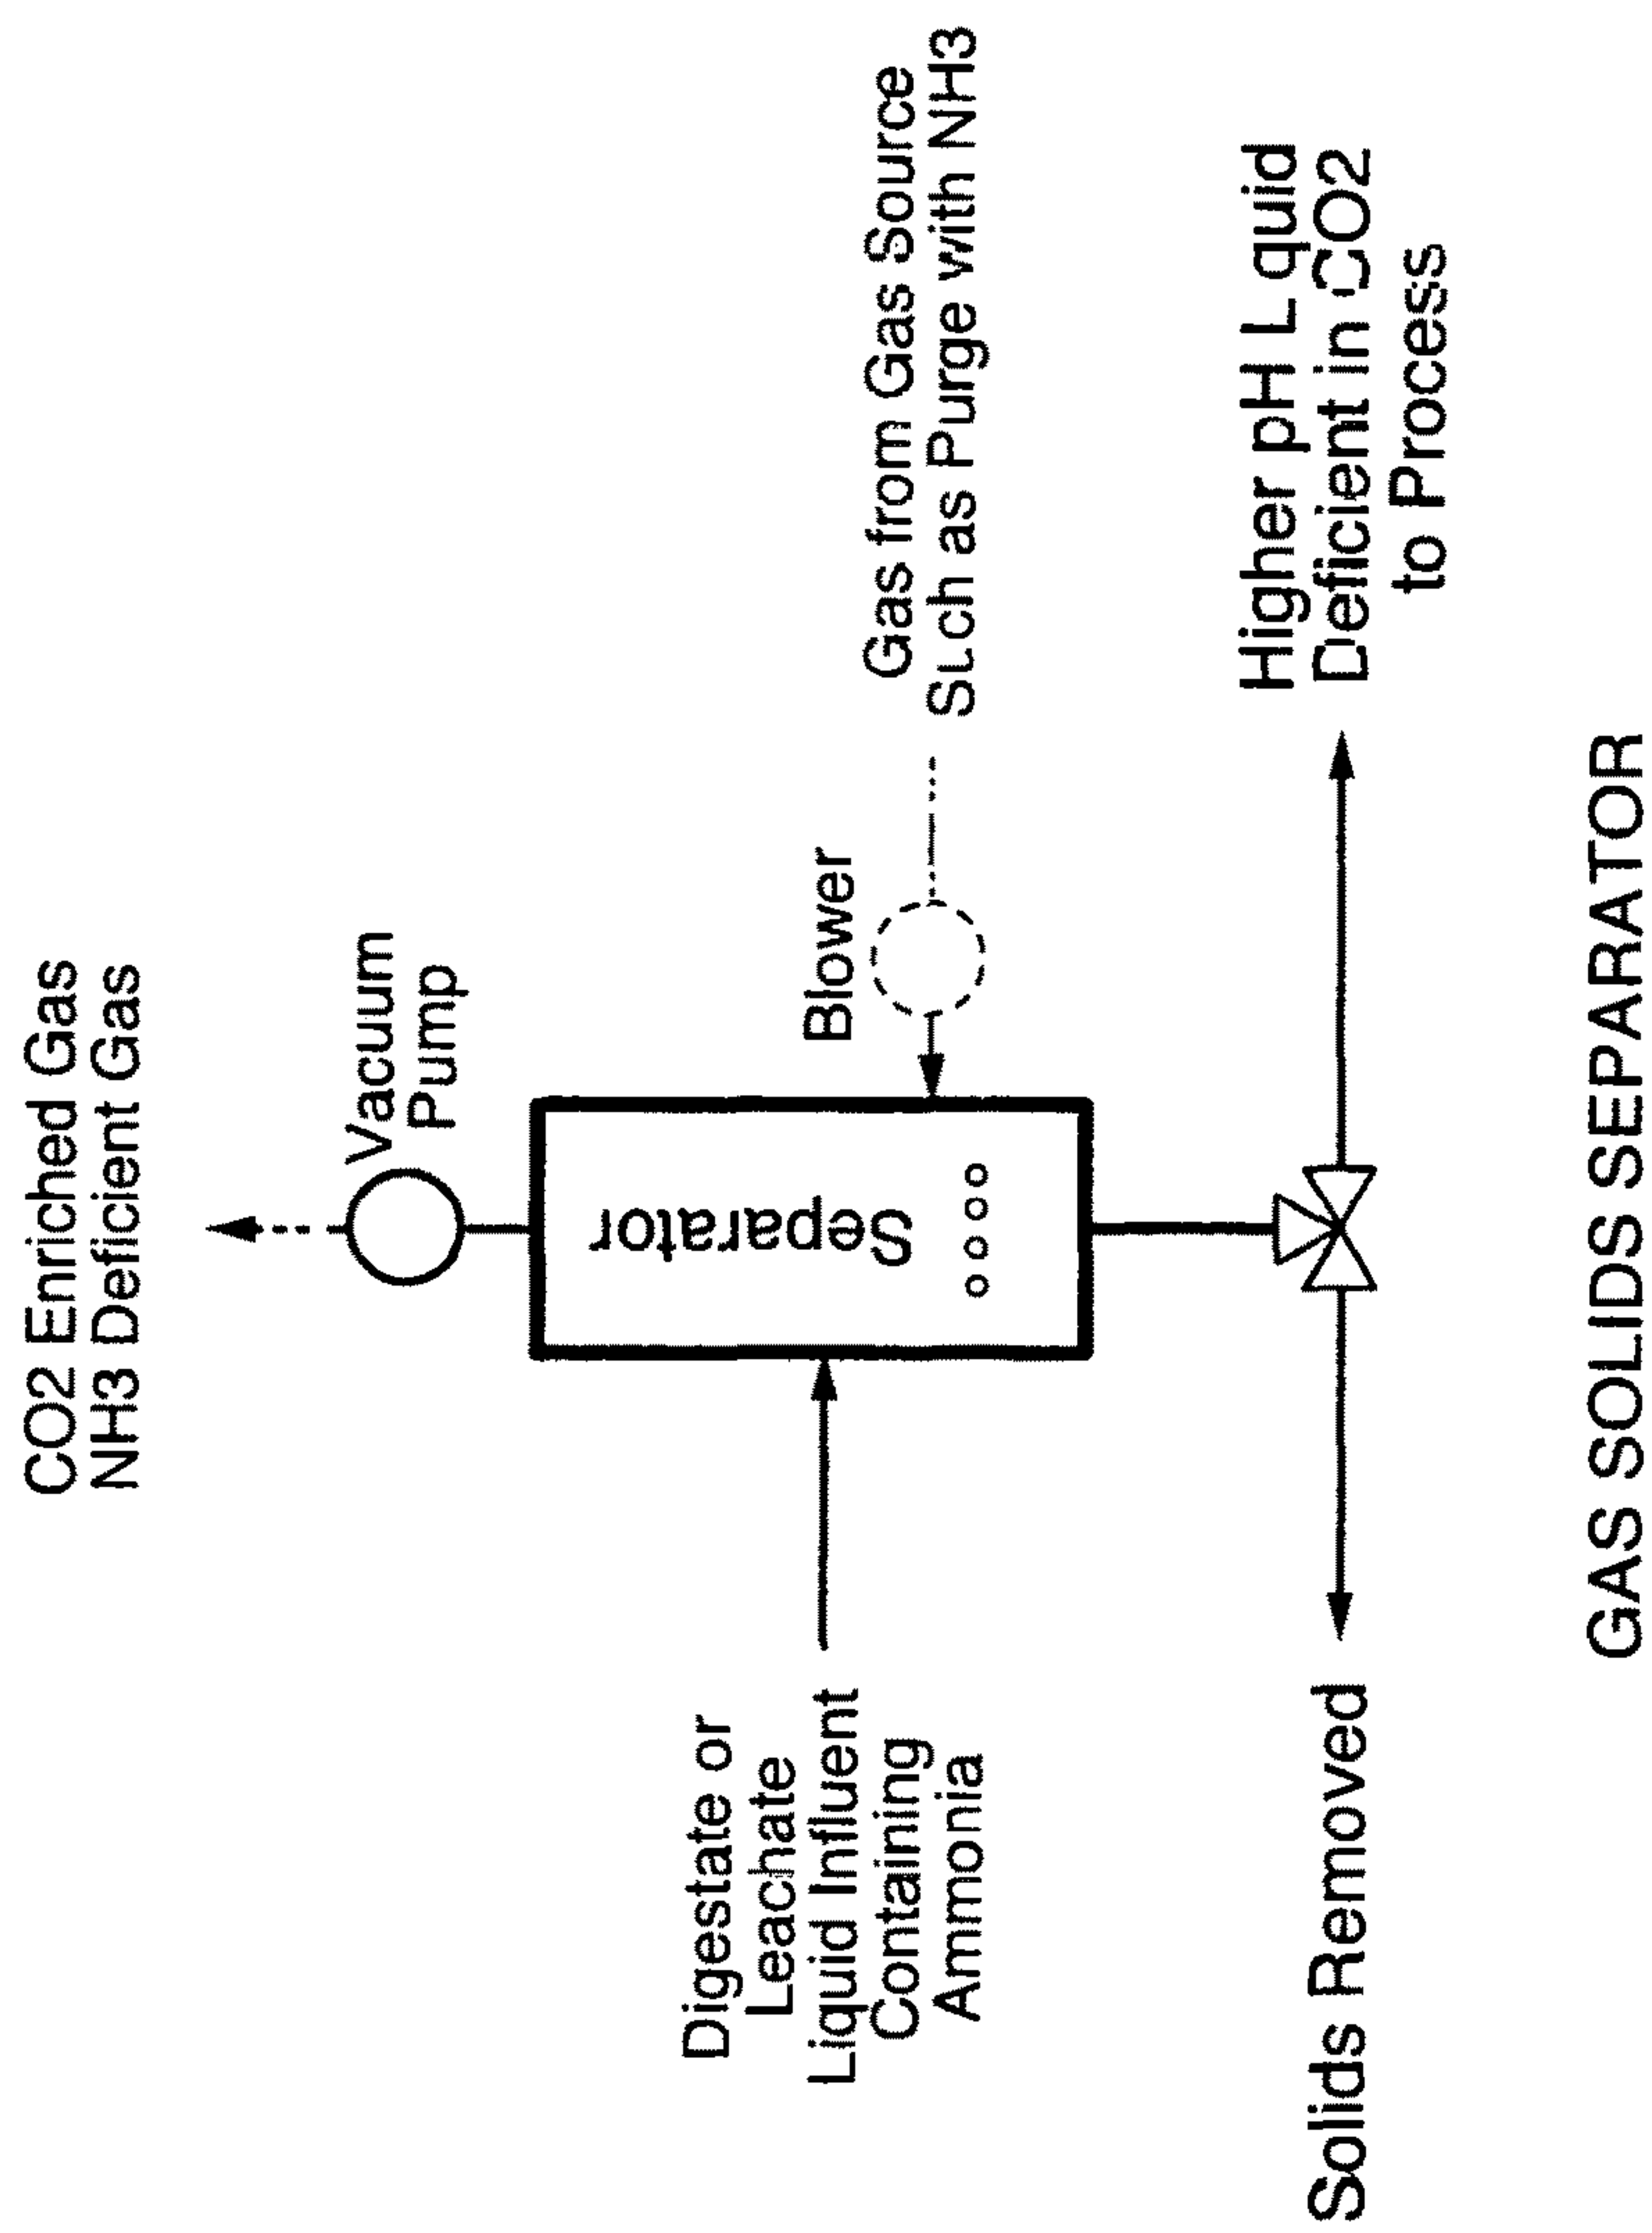 CO2 Enriched Gas
NH3 Deficient Gas
Vacuum
Pump
Digestate or
Leachate
Liquid Influent
Containing
Ammonia
Separator
Blower
Gas from Gas Source
Such as Purge with NH3
Solids Removed
Higher pH L quid
Deficient in CO2
to Process
GAS SOLIDS SEPARATOR